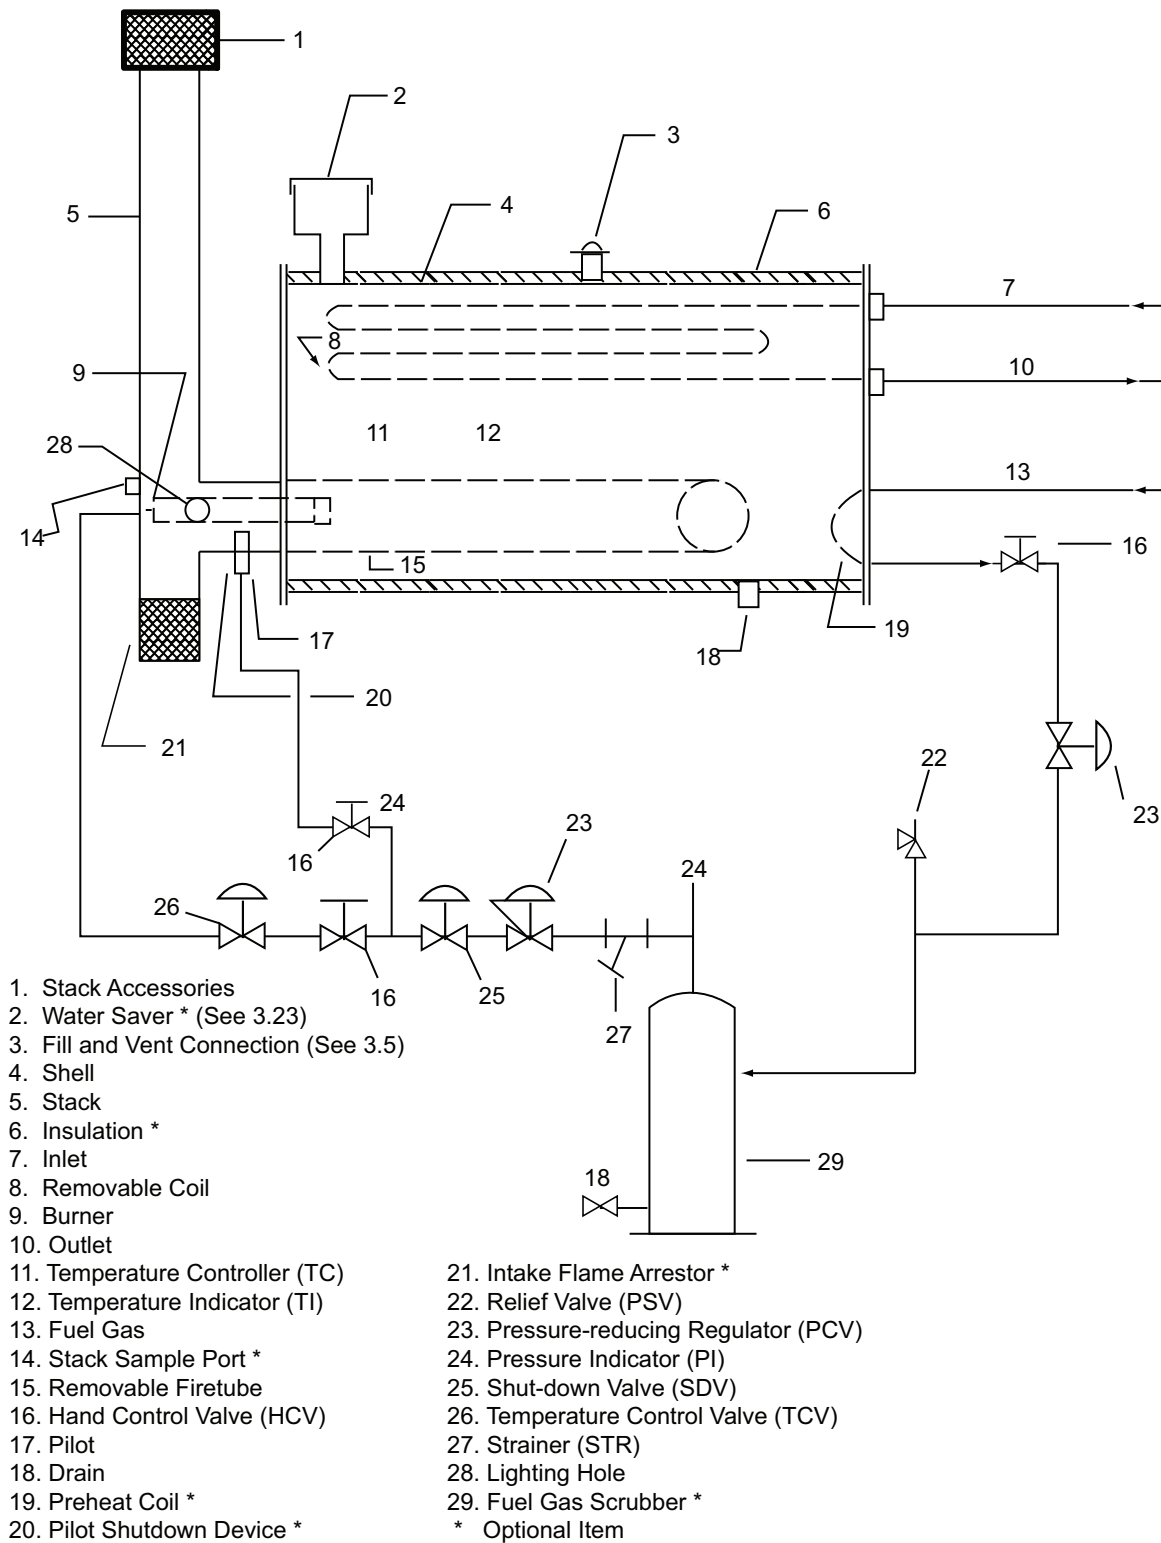 1
2
3
4
5
6
7
8
9
10
11
12
28
13
14
15
16
19
17
18
20
21
22
23
24
23
16
24
26
16
25
27
18
29
1. Stack Accessories
2. Water Saver * (See 3.23)
3. Fill and Vent Connection (See 3.5)
4. Shell
5. Stack
6. Insulation *
7. Inlet
8. Removable Coil
9. Burner
10. Outlet
11. Temperature Controller (TC)
12. Temperature Indicator (TI)
13. Fuel Gas
14. Stack Sample Port *
15. Removable Firetube
16. Hand Control Valve (HCV)
17. Pilot
18. Drain
19. Preheat Coil *
20. Pilot Shutdown Device *
21. Intake Flame Arrestor *
22. Relief Valve (PSV)
23. Pressure-reducing Regulator (PCV)
24. Pressure Indicator (PI)
25. Shut-down Valve (SDV)
26. Temperature Control Valve (TCV)
27. Strainer (STR)
28. Lighting Hole
29. Fuel Gas Scrubber *
* Optional Item